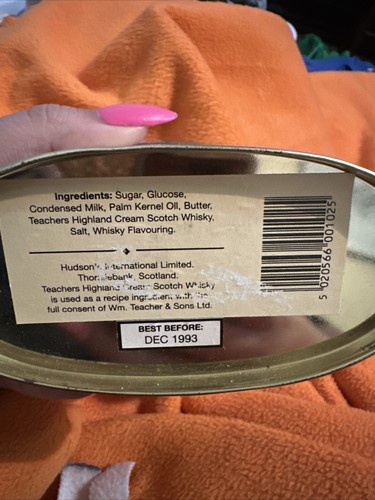 Ingredients: Sugar, Glucose,
Condensed Milk, Palm Kernel Oil, Butter,
Teachers Highland Cream Scotch Whisky,
Salt, Whisky Flavouring.
Hudson's International Limited.
Thornliebank, Scotland.
Teachers Highland Cream Scotch Whisky
is used as a recipe ingredient with the
full consent of Wm. Teacher & Sons Ltd.
5 020566 001025
BEST BEFORE:
DEC 1993